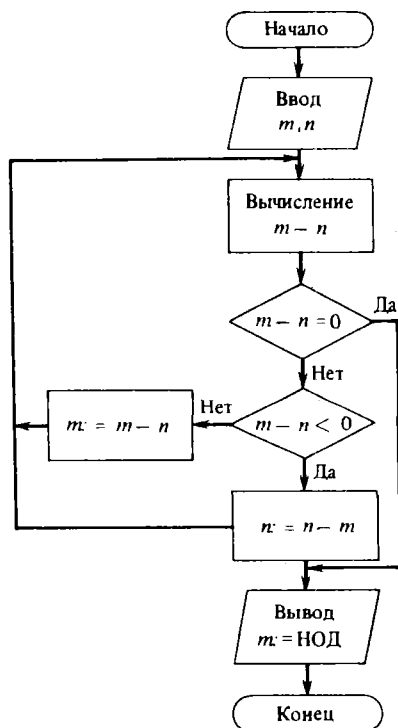 Начало
Ввод
m, n
Вычисление
m − n
m − n = 0
Да
Нет
m − n < 0
Нет
m: = m − n
Да
n: = n − m
Вывод
m: = НОД
Конец